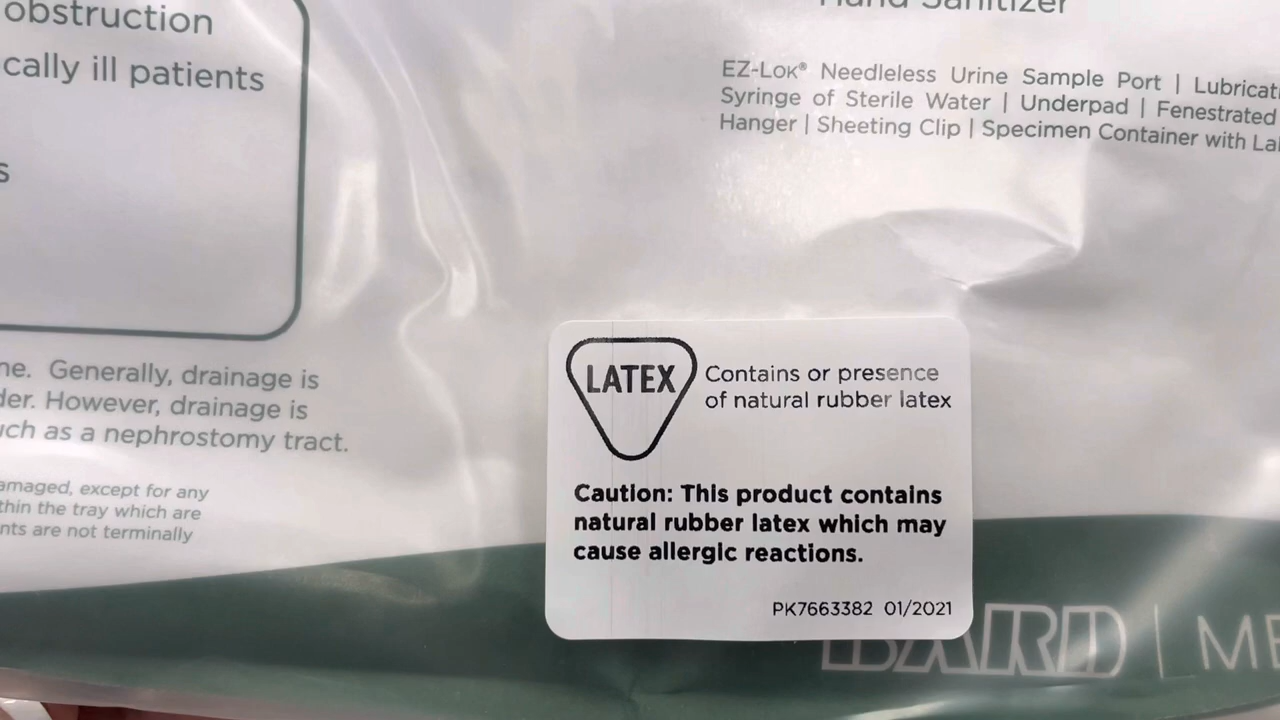 obstruction
cally ill patients
s
ne. Generally, drainage is
der. However, drainage is
uch as a nephrostomy tract.
amaged, except for any
thin the tray which are
nts are not terminally
Hand Sanitizer
EZ-LOK® Needleless Urine Sample Port | Lubricati
Syringe of Sterile Water | Underpad | Fenestrated
Hanger | Sheeting Clip | Specimen Container with La
LATEX
Contains or presence
of natural rubber latex
Caution: This product contains
natural rubber latex which may
cause allergic reactions.
PK7663382 01/2021
BARD | ME